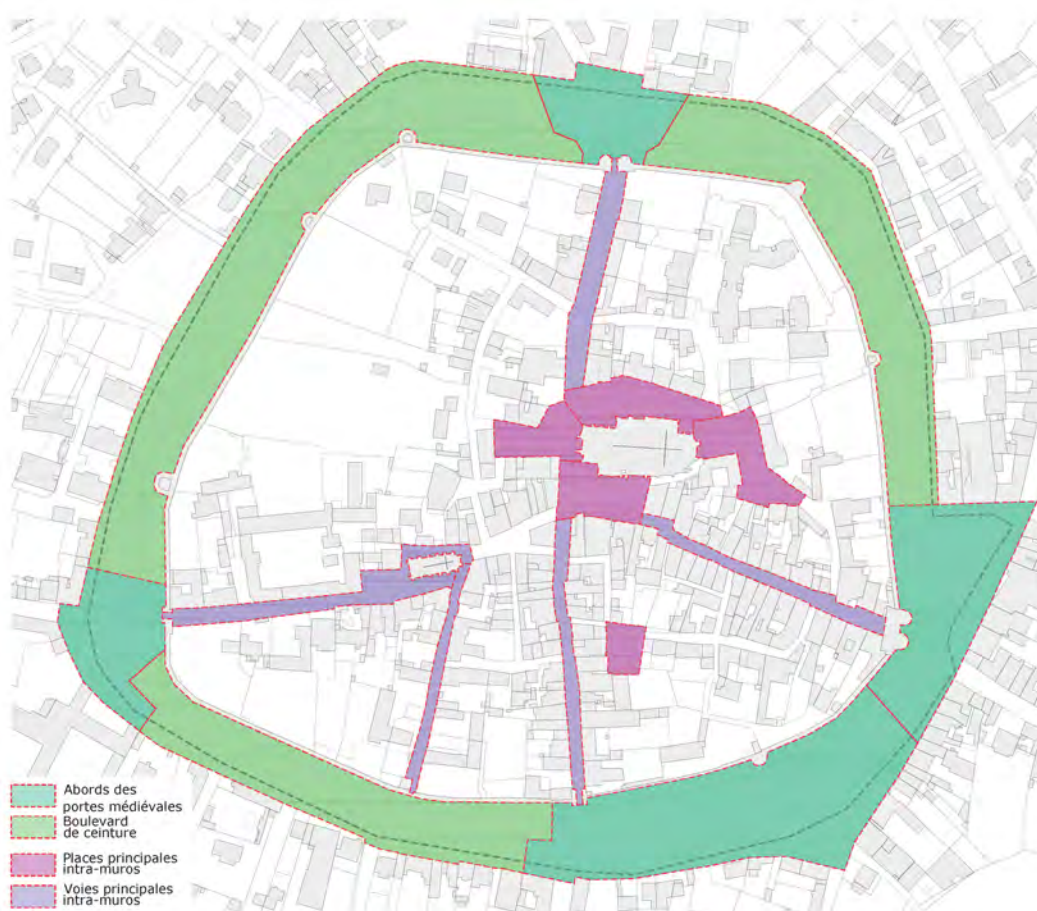 Abords des
portes médiévales
Boulevard
de ceinture
Places principales
intra-muros
Voies principales
intra-muros